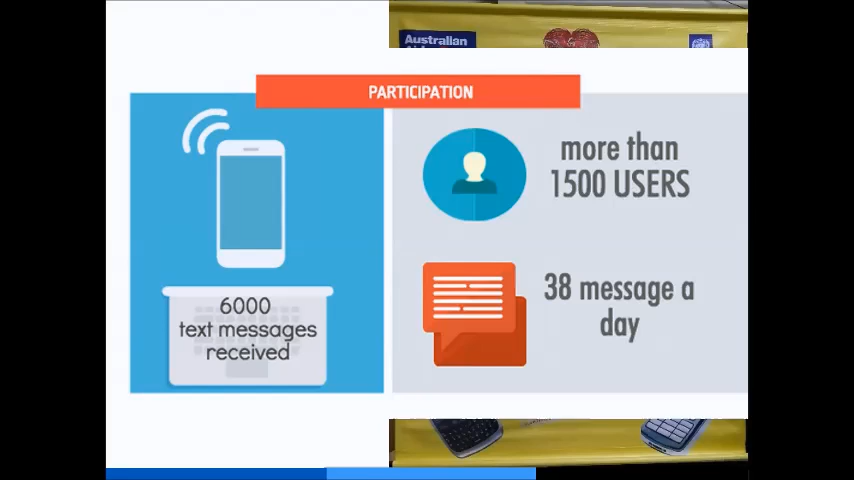 Australian
PARTICIPATION
more than
1500 USERS
6000
text messages
received
38 message a
day